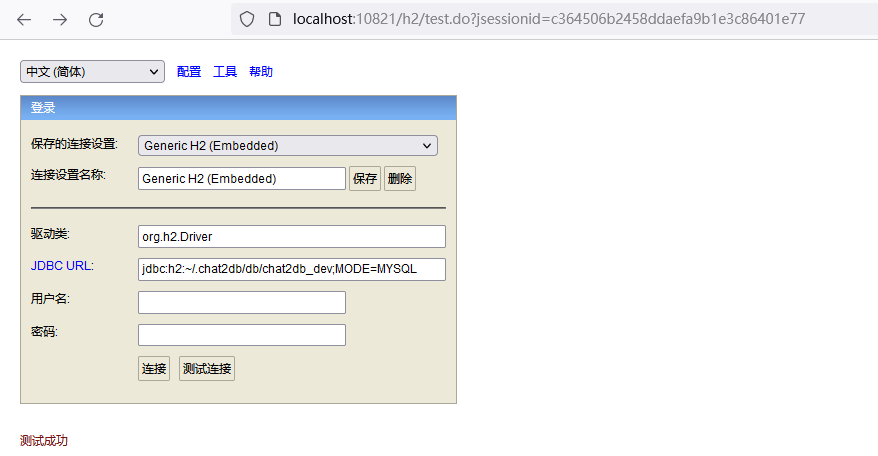 localhost:10821/h2/test.do?jsessionid=c364506b2458ddaefa9b1e3c86401e77
中文 (简体) 配置 工具 帮助
登录
保存的连接设置: Generic H2 (Embedded)
连接设置名称: Generic H2 (Embedded) 保存 删除
驱动类: org.h2.Driver
JDBC URL: jdbc:h2:~/.chat2db/db/chat2db_dev;MODE=MYSQL
用户名:
密码:
连接 测试连接
测试成功